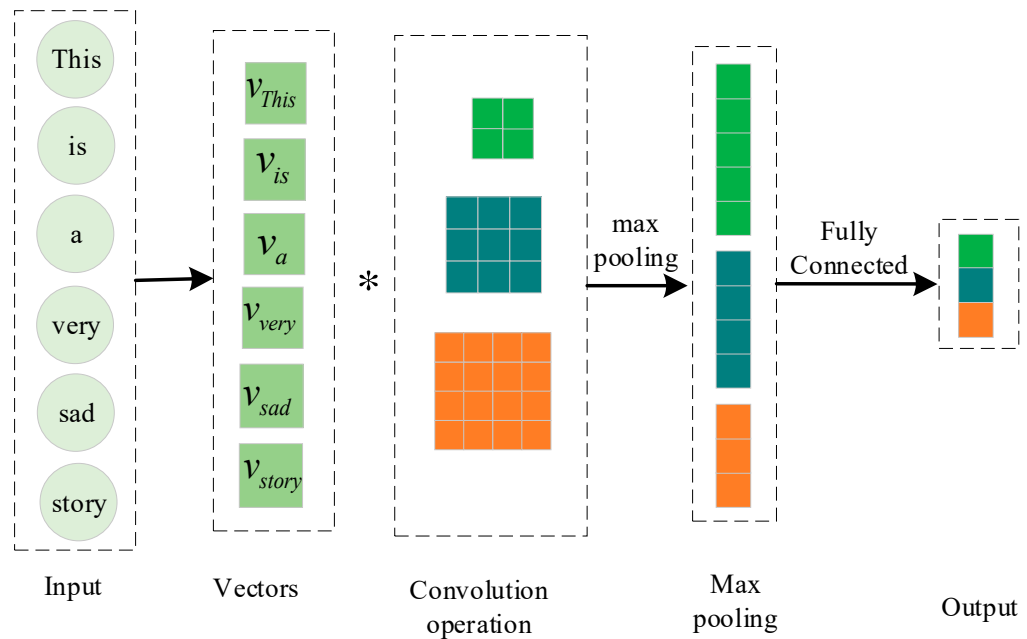 This
is
a
very
sad
story
v_This
v_is
v_a
v_very
v_sad
v_story
*
max
pooling
Fully
Connected
Input
Vectors
Convolution
operation
Max
pooling
Output